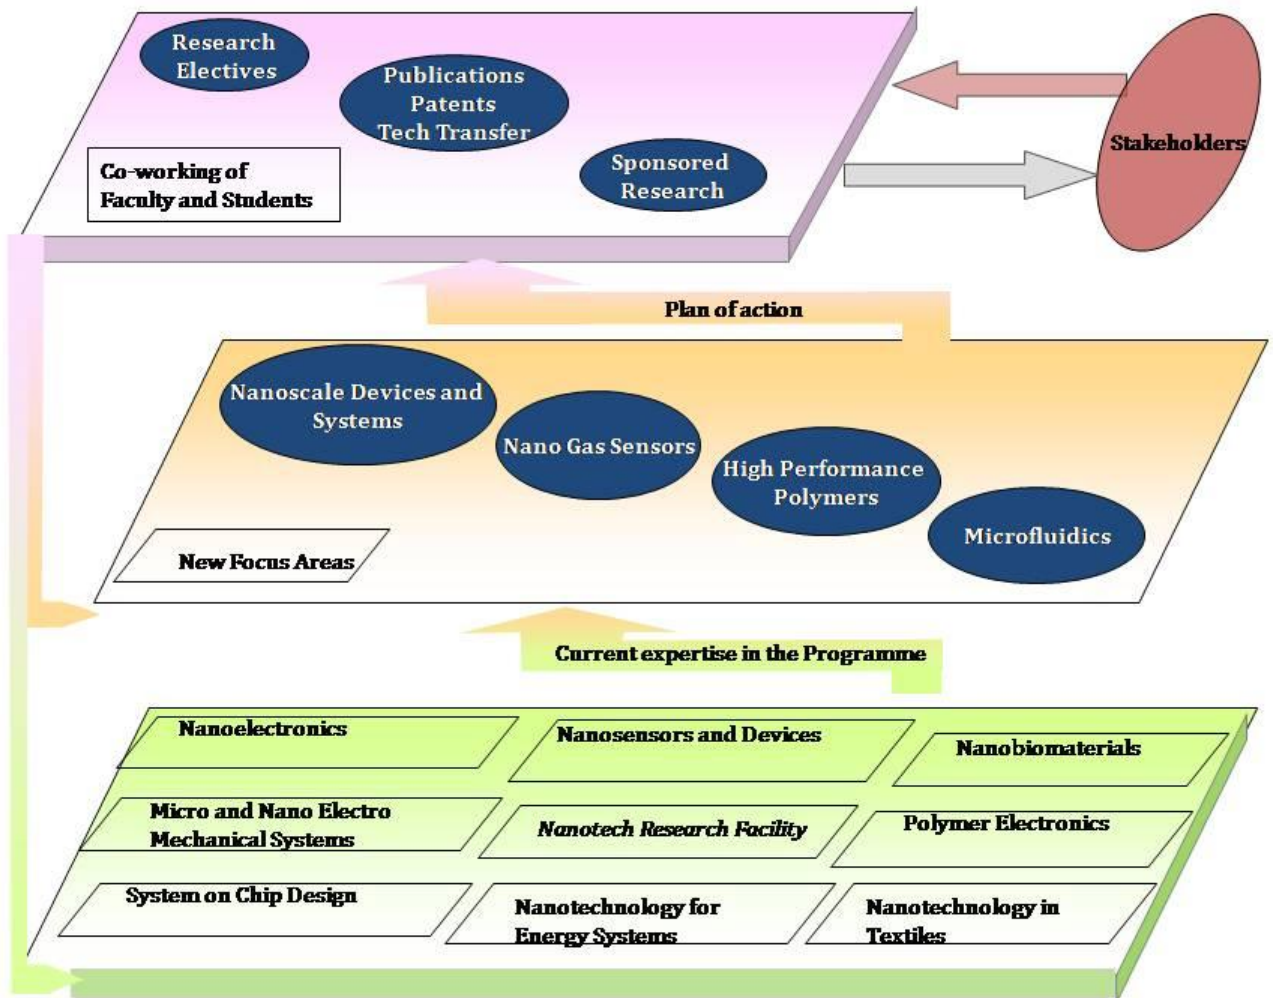 Research
Electives
Publications
Patents
Tech Transfer
Sponsored
Research
Co-working of
Faculty and Students
Stakeholders
Plan of action
Nanoscale Devices and
Systems
Nano Gas Sensors
High Performance
Polymers
Microfluidics
New Focus Areas
Current expertise in the Programme
Nanoelectronics
Nanosensors and Devices
Nanobiomaterials
Micro and Nano Electro
Mechanical Systems
Nanotech Research Facility
Polymer Electronics
System on Chip Design
Nanotechnology for
Energy Systems
Nanotechnology in
Textiles